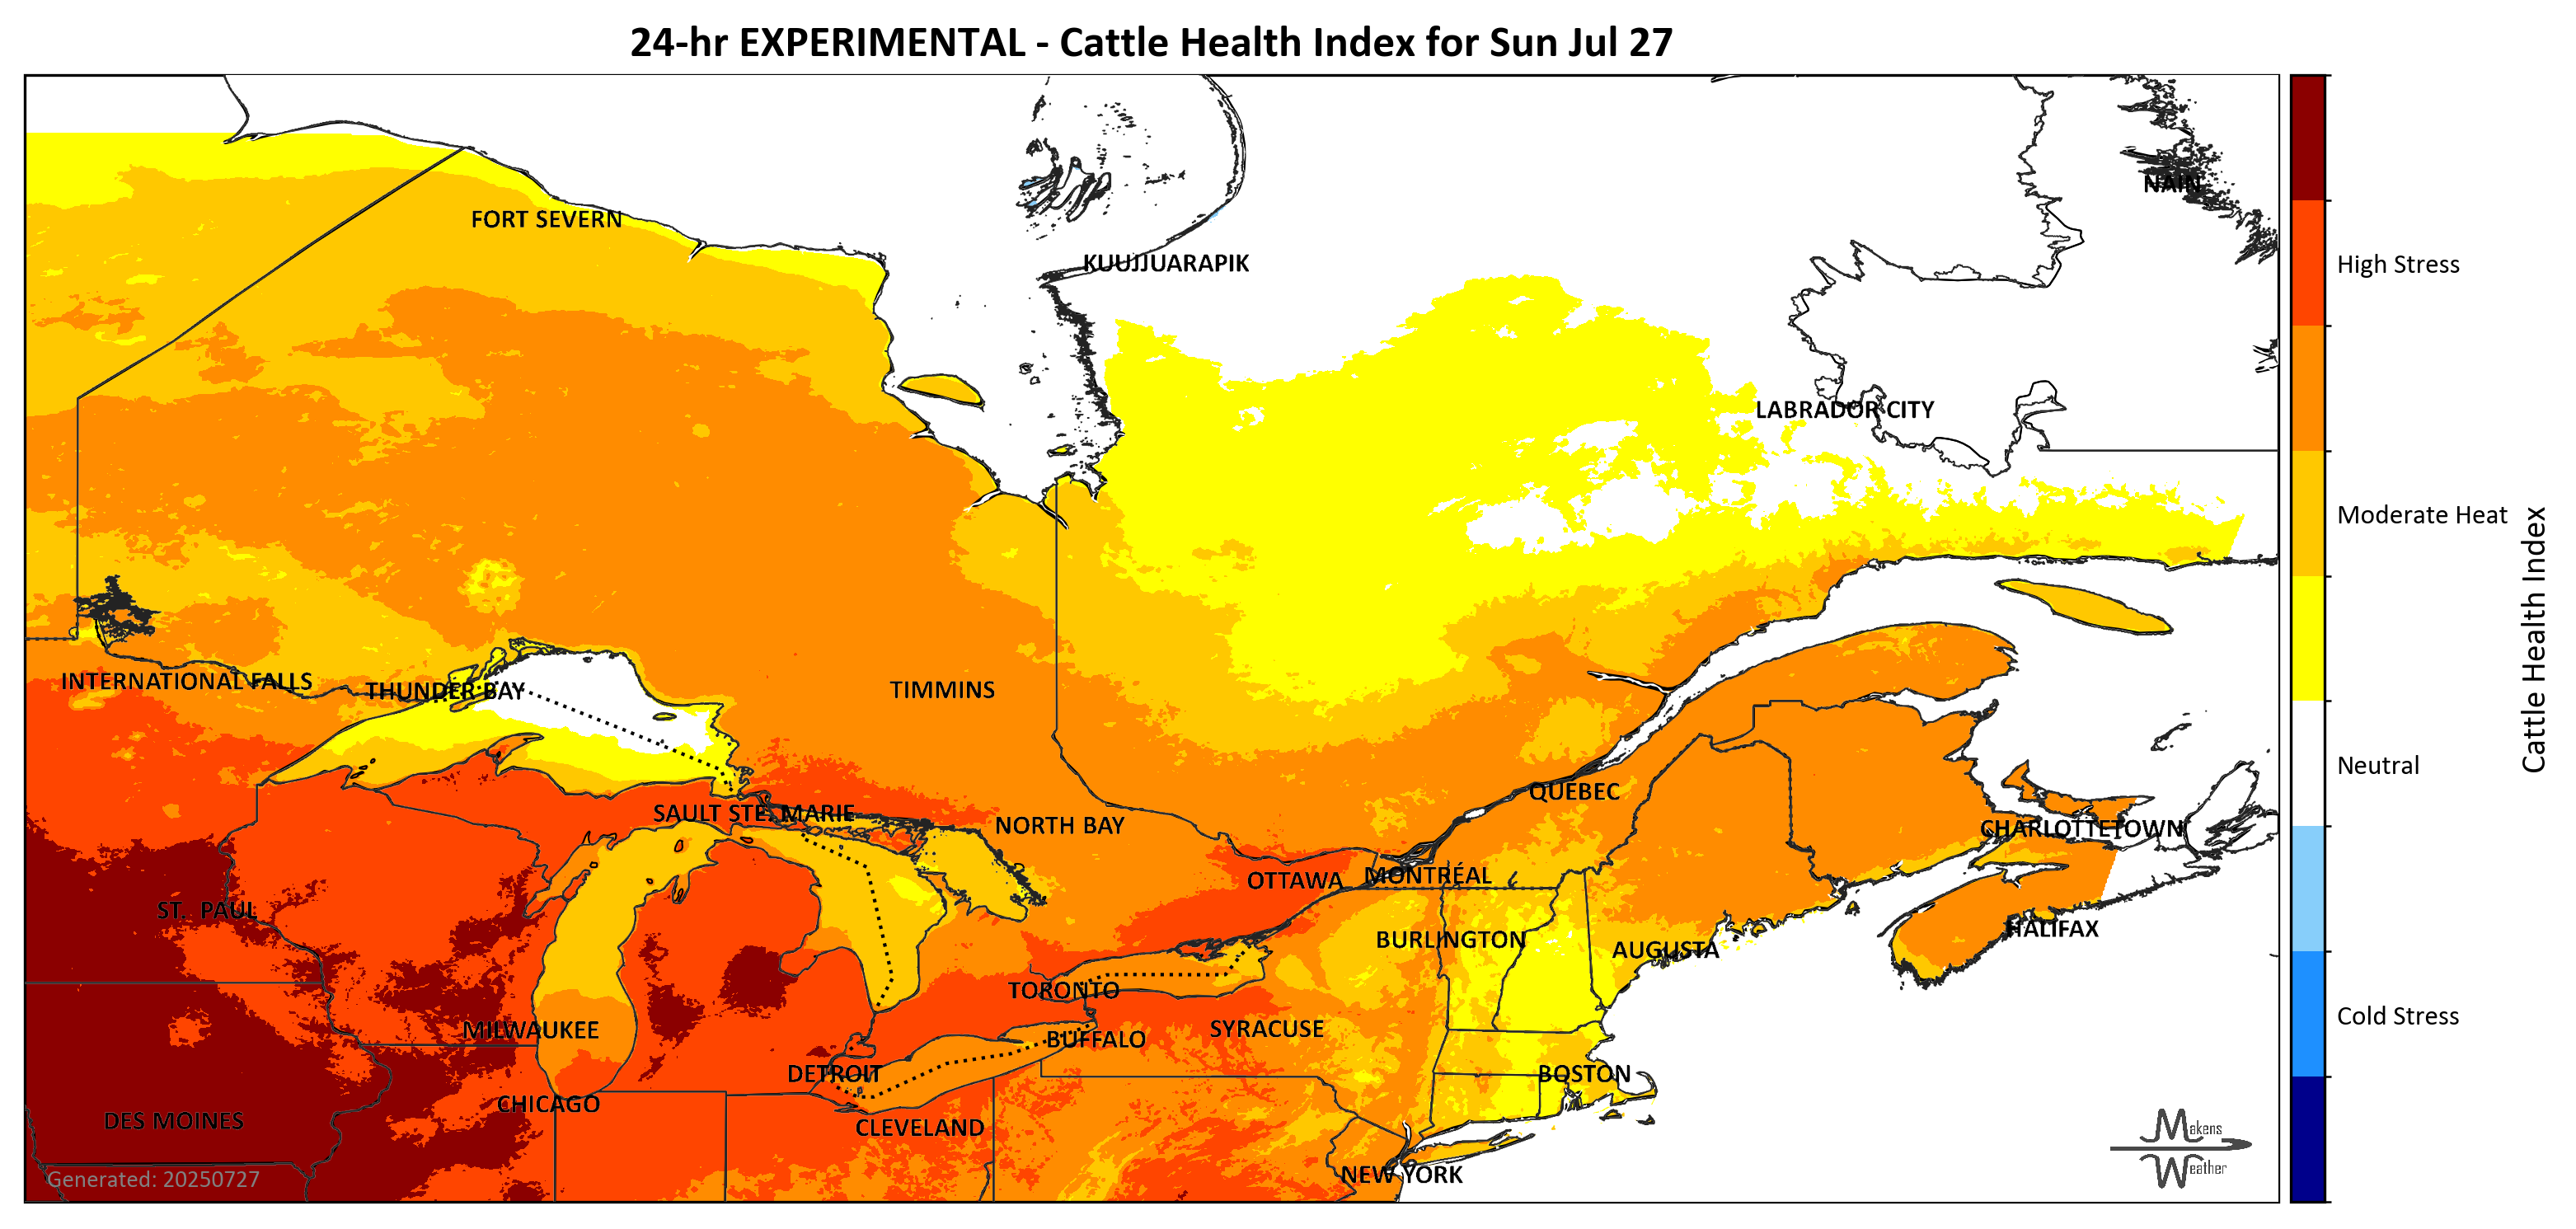 24-hr EXPERIMENTAL - Cattle Health Index for Sun Jul 27
NAIN
FORT SEVERN
KUUJJUARAPIK
High Stress
LABRADOR CITY
Moderate Heat
Cattle Health Index
INTERNATIONAL FALLS
THUNDER BAY
TIMMINS
Neutral
QUEBEC
SAULT STE. MARIE
NORTH BAY
CHARLOTTETOWN
OTTAWA
MONTRÉAL
ST. PAUL
HALIFAX
BURLINGTON
AUGUSTA
TORONTO
Cold Stress
MILWAUKEE
SYRACUSE
BUFFALO
DETROIT
BOSTON
CHICAGO
DES MOINES
CLEVELAND
Makens
Weather
NEW YORK
Generated: 20250727